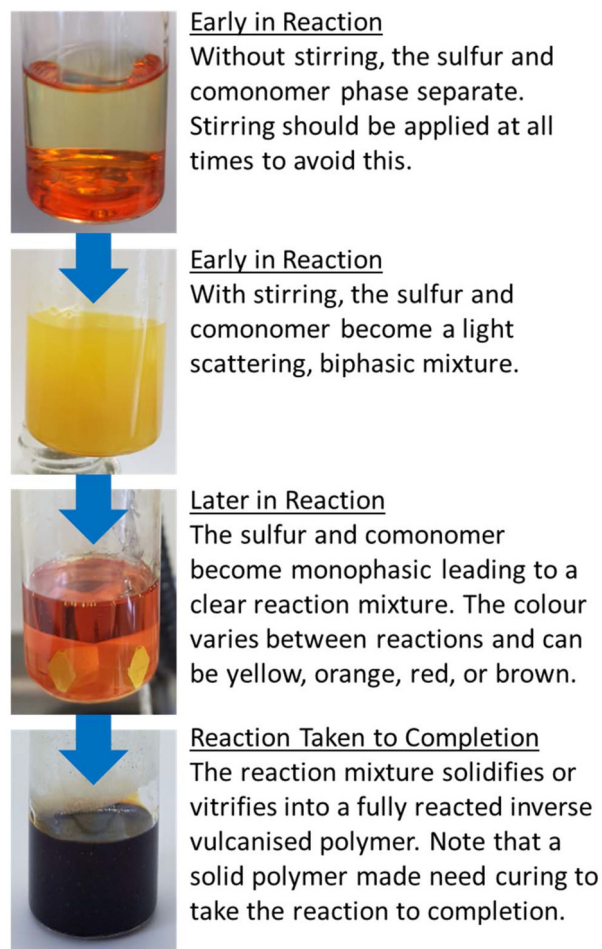 Early in Reaction
Without stirring, the sulfur and
comonomer phase separate.
Stirring should be applied at all
times to avoid this.
Early in Reaction
With stirring, the sulfur and
comonomer become a light
scattering, biphasic mixture.
Later in Reaction
The sulfur and comonomer
become monophasic leading to a
clear reaction mixture. The colour
varies between reactions and can
be yellow, orange, red, or brown.
Reaction Taken to Completion
The reaction mixture solidifies or
vitrifies into a fully reacted inverse
vulcanised polymer. Note that a
solid polymer made need curing to
take the reaction to completion.